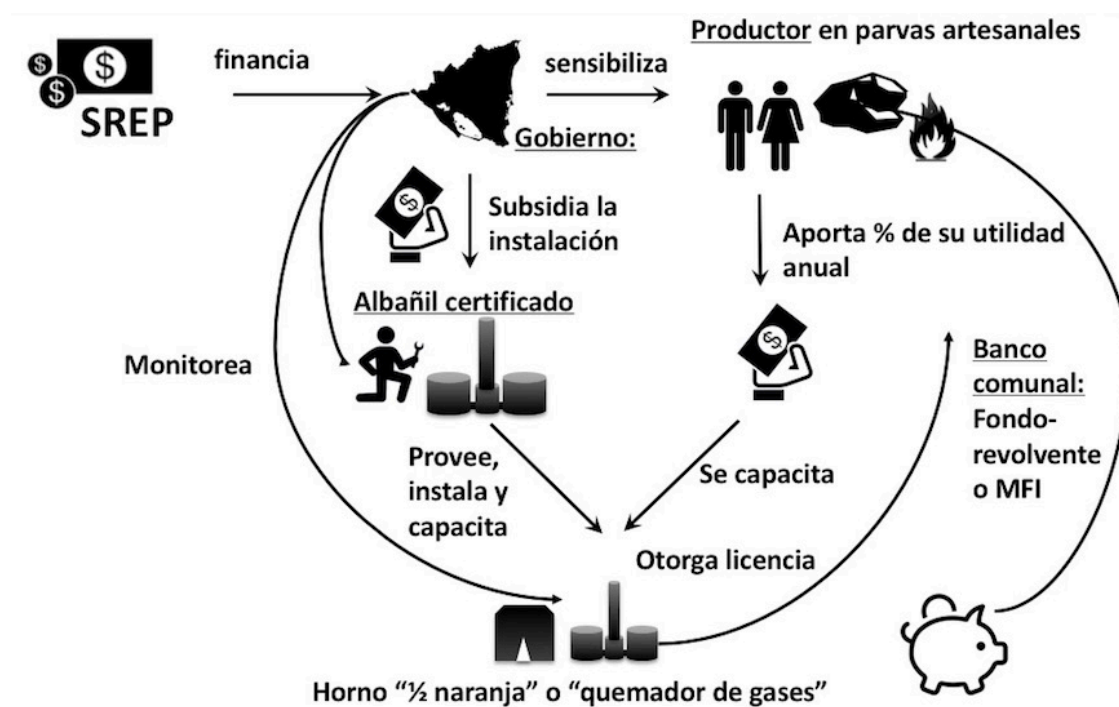 Productor en parvas artesanales
financia
sensibiliza
$
$
$
SREP
Gobierno:
$
Subsidia la
instalación
Aporta % de su utilidad
anual
Albañil certificado
$
Monitorea
Banco
comunal:
Fondo-
revolvente
o MFI
Provee,
instala y
capacita
Se capacita
Otorga licencia
Horno “½ naranja” o “quemador de gases”